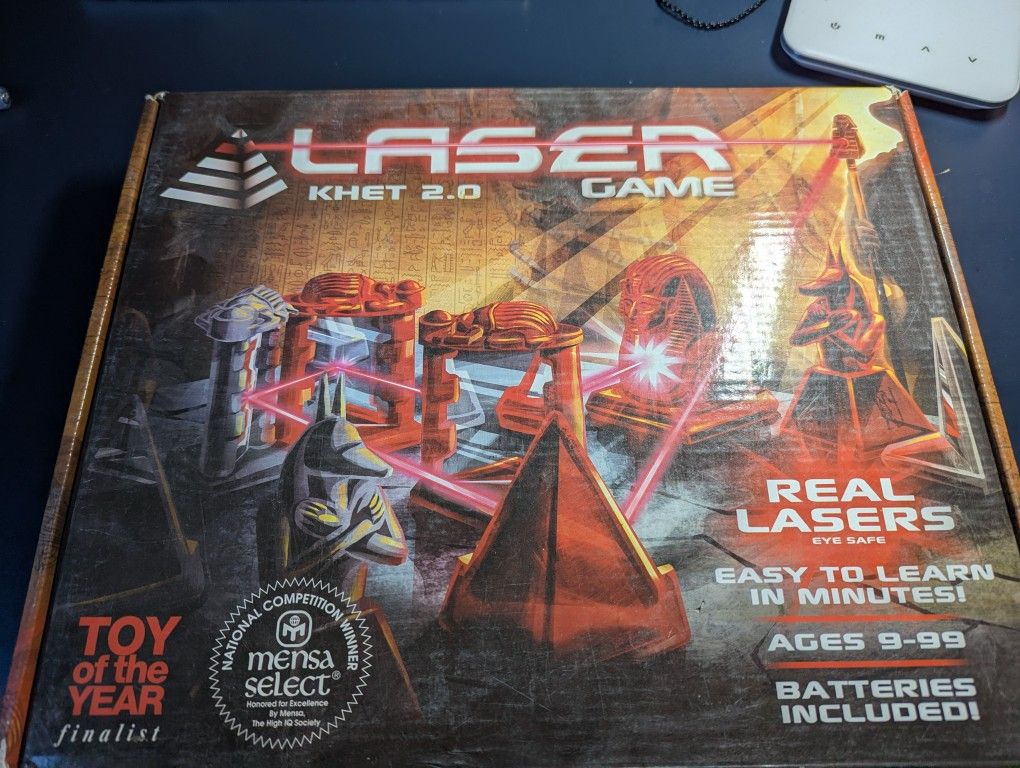 LASER
KHET 2.0 GAME
REAL
LASERS
EYE SAFE
EASY TO LEARN
IN MINUTES!
AGES 9-99
BATTERIES
INCLUDED!
TOY
of the
YEAR
finalist
NATIONAL COMPETITION WINNER
mensa
SELECT®
Honored for Excellence
By Mensa,
The High IQ Society